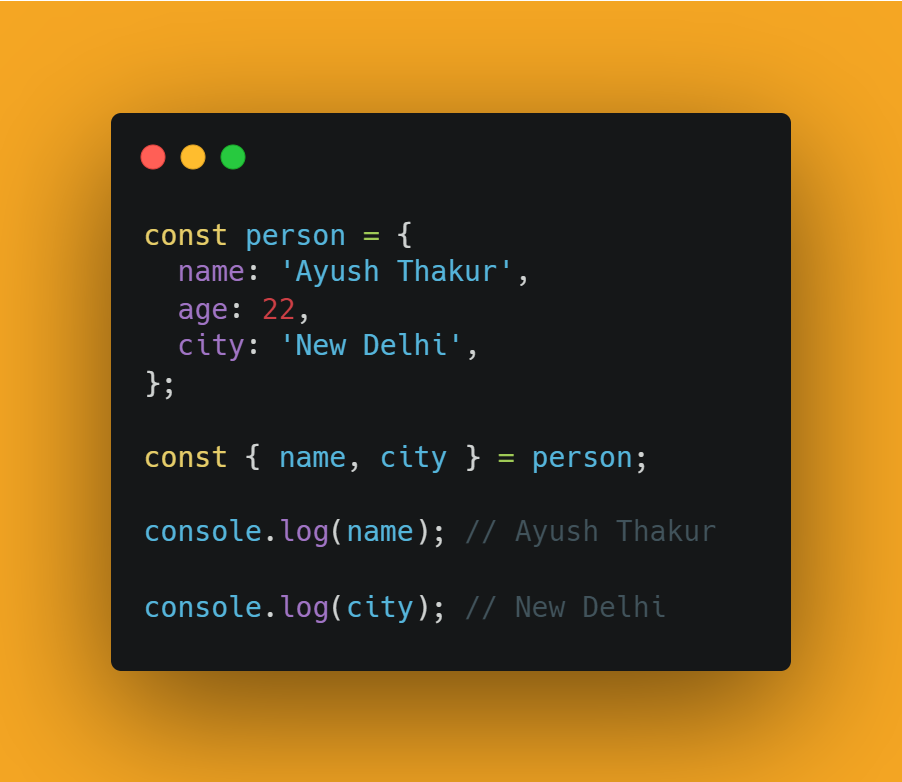 const person = {
  name: 'Ayush Thakur',
  age: 22,
  city: 'New Delhi',
};
const { name, city } = person;
console.log(name); // Ayush Thakur
console.log(city); // New Delhi